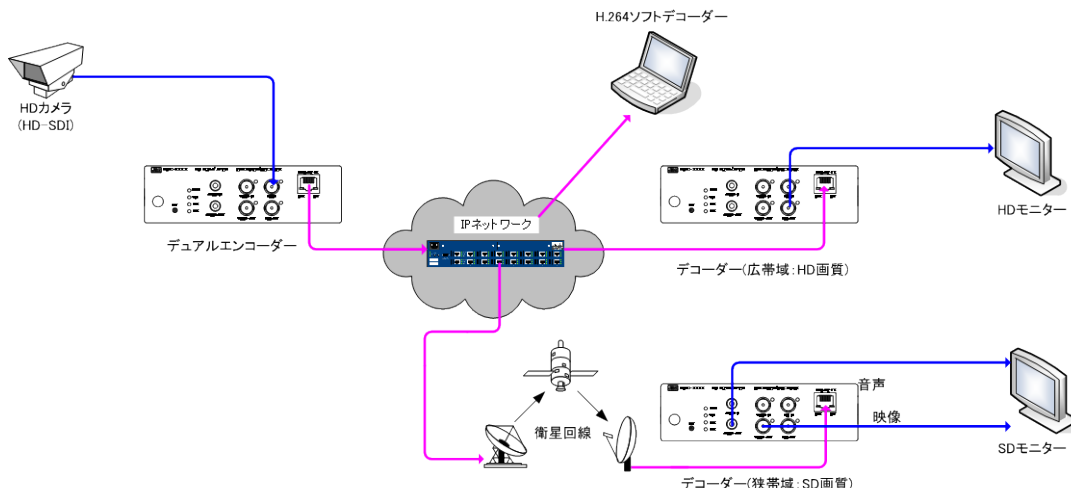 H.264ソフトデコーダー
HDカメラ
(HD-SDI)
IPネットワーク
デュアルエンコーダー
HDモニター
デコーダー(広帯域:HD画質)
衛星回線
音声
映像
SDモニター
デコーダー(狭帯域:SD画質)